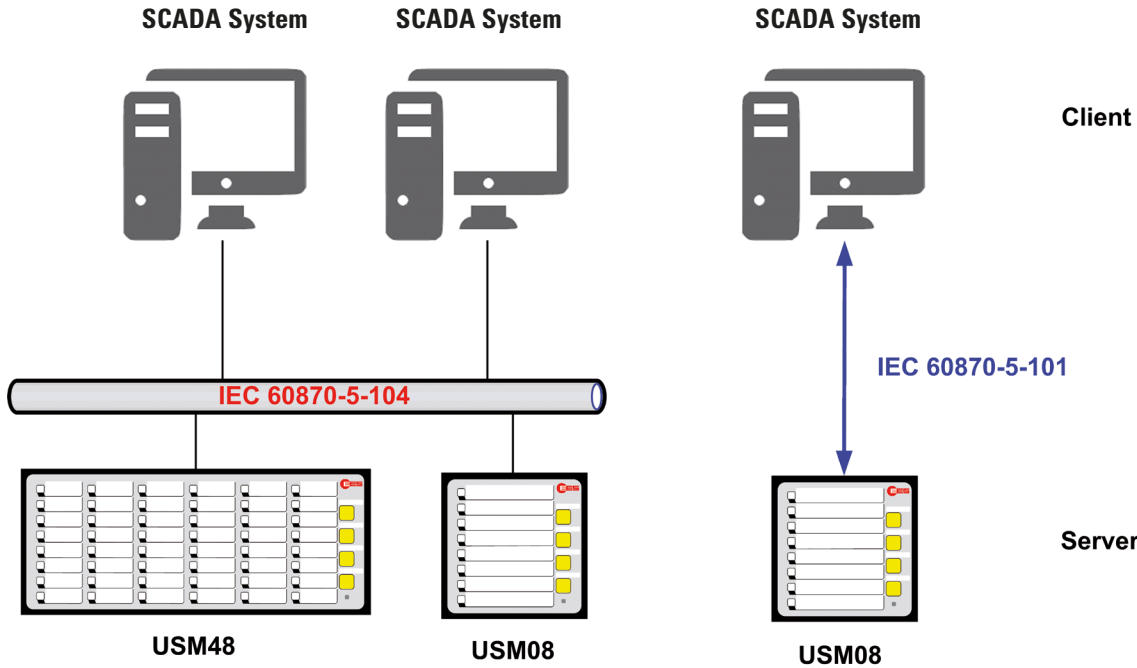 SCADA System
SCADA System
SCADA System
Client
IEC 60870-5-101
IEC 60870-5-104
Server
USM48
USM08
USM08